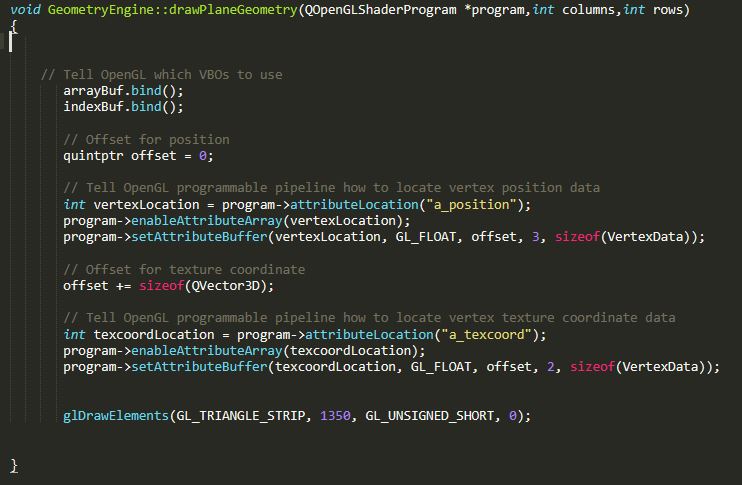 void GeometryEngine::drawPlaneGeometry(QOpenGLShaderProgram *program,int columns,int rows)
{
// Tell OpenGL which VBOs to use
arrayBuf.bind();
indexBuf.bind();
// Offset for position
quintptr offset = 0;
// Tell OpenGL programmable pipeline how to locate vertex position data
int vertexLocation = program->attributeLocation("a_position");
program->enableAttributeArray(vertexLocation);
program->setAttributeBuffer(vertexLocation, GL_FLOAT, offset, 3, sizeof(VertexData));
// Offset for texture coordinate
offset += sizeof(QVector3D);
// Tell OpenGL programmable pipeline how to locate vertex texture coordinate data
int texcoordLocation = program->attributeLocation("a_texcoord");
program->enableAttributeArray(texcoordLocation);
program->setAttributeBuffer(texcoordLocation, GL_FLOAT, offset, 2, sizeof(VertexData));
glDrawElements(GL_TRIANGLE_STRIP, 1350, GL_UNSIGNED_SHORT, 0);
}